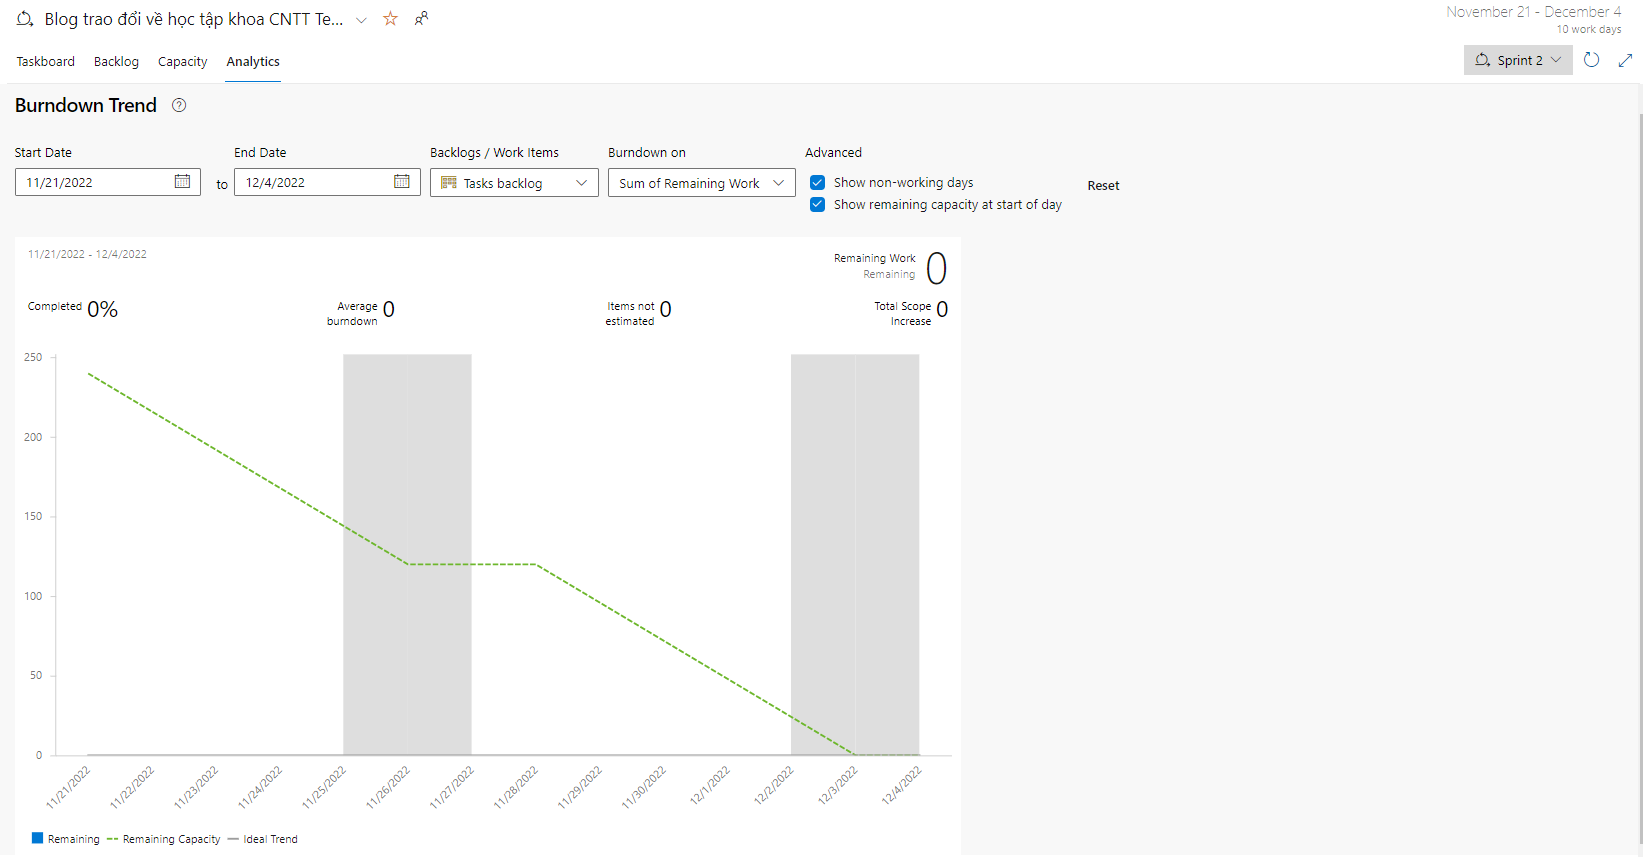 Blog trao đổi về học tập khoa CNTT Te...
November 21 - December 4
10 work days
Taskboard Backlog Capacity Analytics
Sprint 2
Burndown Trend ?
Start Date End Date Backlogs / Work Items Burndown on Advanced
11/21/2022 to 12/4/2022 Tasks backlog Sum of Remaining Work Show non-working days Reset
Show remaining capacity at start of day
11/21/2022 - 12/4/2022
Remaining Work 0
Remaining
Completed 0% Average 0 Items not 0 Total Scope 0
burndown estimated Increase
250
200
150
100
50
0
11/21/2022 11/22/2022 11/23/2022 11/24/2022 11/25/2022 11/26/2022 11/27/2022 11/28/2022 11/29/2022 11/30/2022 12/1/2022 12/2/2022 12/3/2022 12/4/2022
Remaining Remaining Capacity Ideal Trend